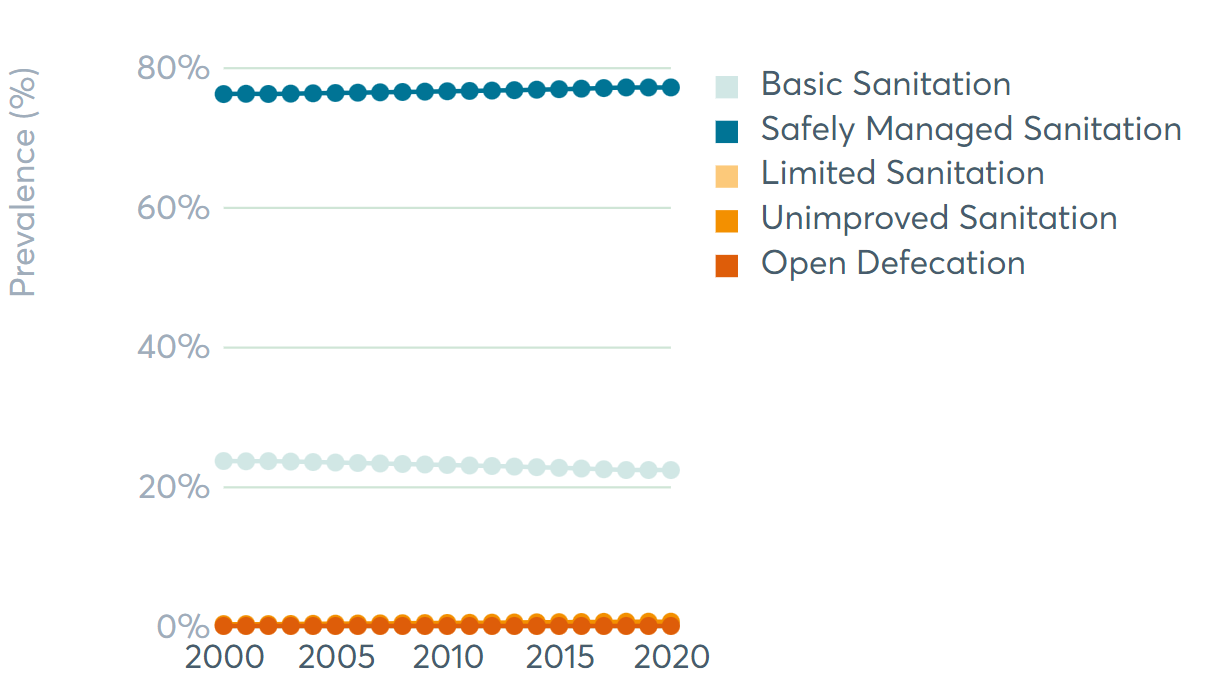 Prevalence (%)
80%
60%
40%
20%
0%
2000 2005 2010 2015 2020
Basic Sanitation
Safely Managed Sanitation
Limited Sanitation
Unimproved Sanitation
Open Defecation